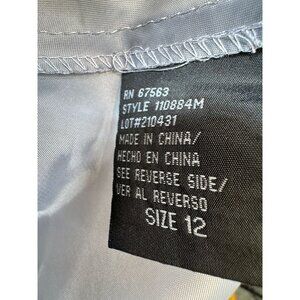 RN 67563
STYLE 110884M
LOT#210431
MADE IN CHINA/
HECHO EN CHINA
SEE REVERSE SIDE/
VER AL REVERSO
SIZE 12